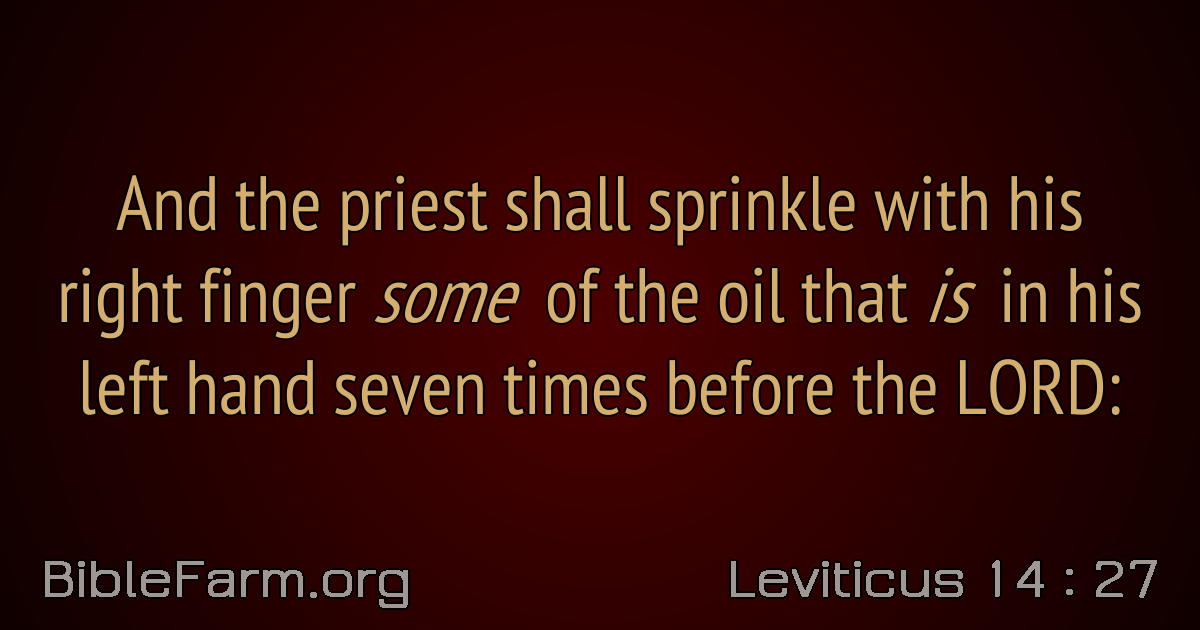 And the priest shall sprinkle with his
right finger some of the oil that is in his
left hand seven times before the LORD:
BibleFarm.org
Leviticus 14 : 27